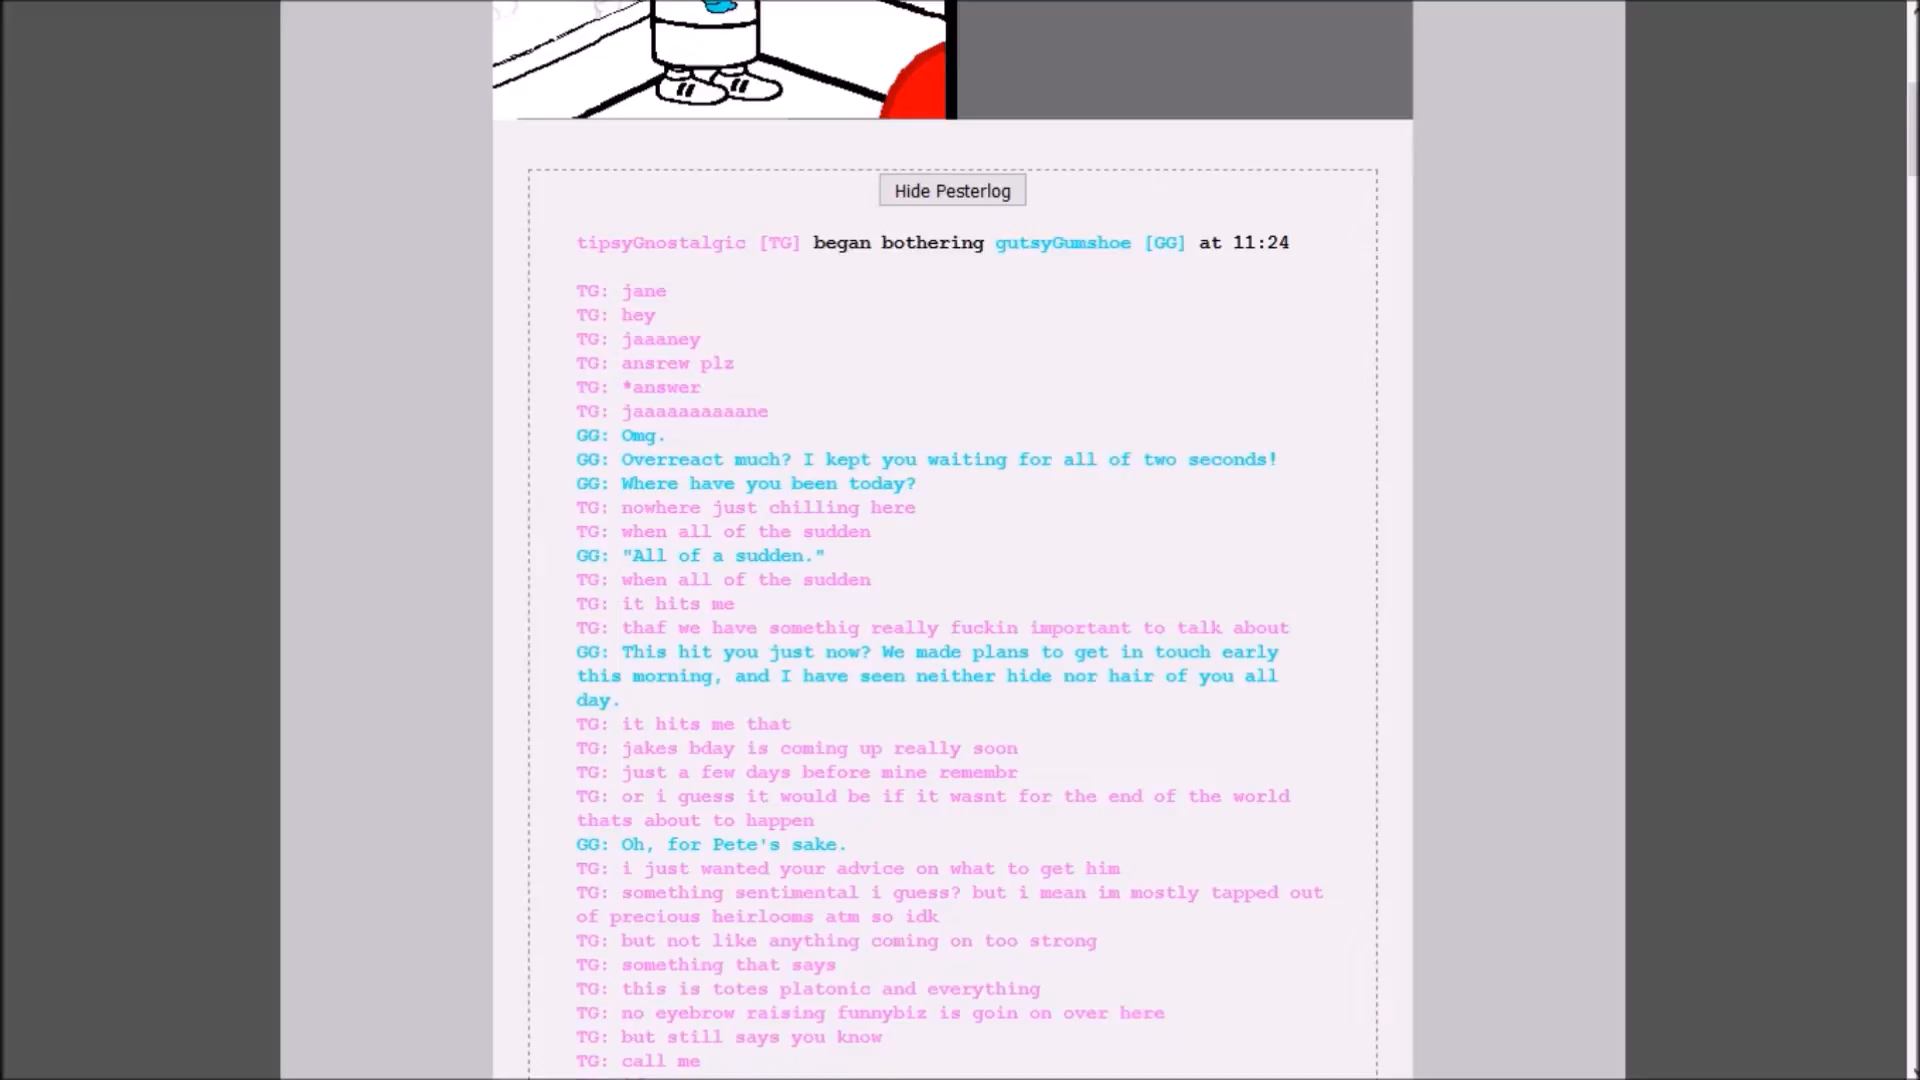 Hide Pesterlog
tipsyGnostalgic [TG] began bothering gutsyGumshoe [GG] at 11:24
TG: jane
TG: hey
TG: jaaaney
TG: ansrew plz
TG: *answer
TG: jaaaaaaaaaane
GG: Omg.
GG: Overreact much? I kept you waiting for all of two seconds!
GG: Where have you been today?
TG: nowhere just chilling here
TG: when all of the sudden
GG: "All of a sudden."
TG: when all of the sudden
TG: it hits me
TG: thaf we have somethig really fuckin important to talk about
GG: This hit you just now? We made plans to get in touch early
this morning, and I have seen neither hide nor hair of you all
day.
TG: it hits me that
TG: jakes bday is coming up really soon
TG: just a few days before mine remembr
TG: or i guess it would be if it wasnt for the end of the world
thats about to happen
GG: Oh, for Pete's sake.
TG: i just wanted your advice on what to get him
TG: something sentimental i guess? but i mean im mostly tapped out
of precious heirlooms atm so idk
TG: but not like anything coming on too strong
TG: something that says
TG: this is totes platonic and everything
TG: no eyebrow raising funnybiz is goin on over here
TG: but still says you know
TG: call me